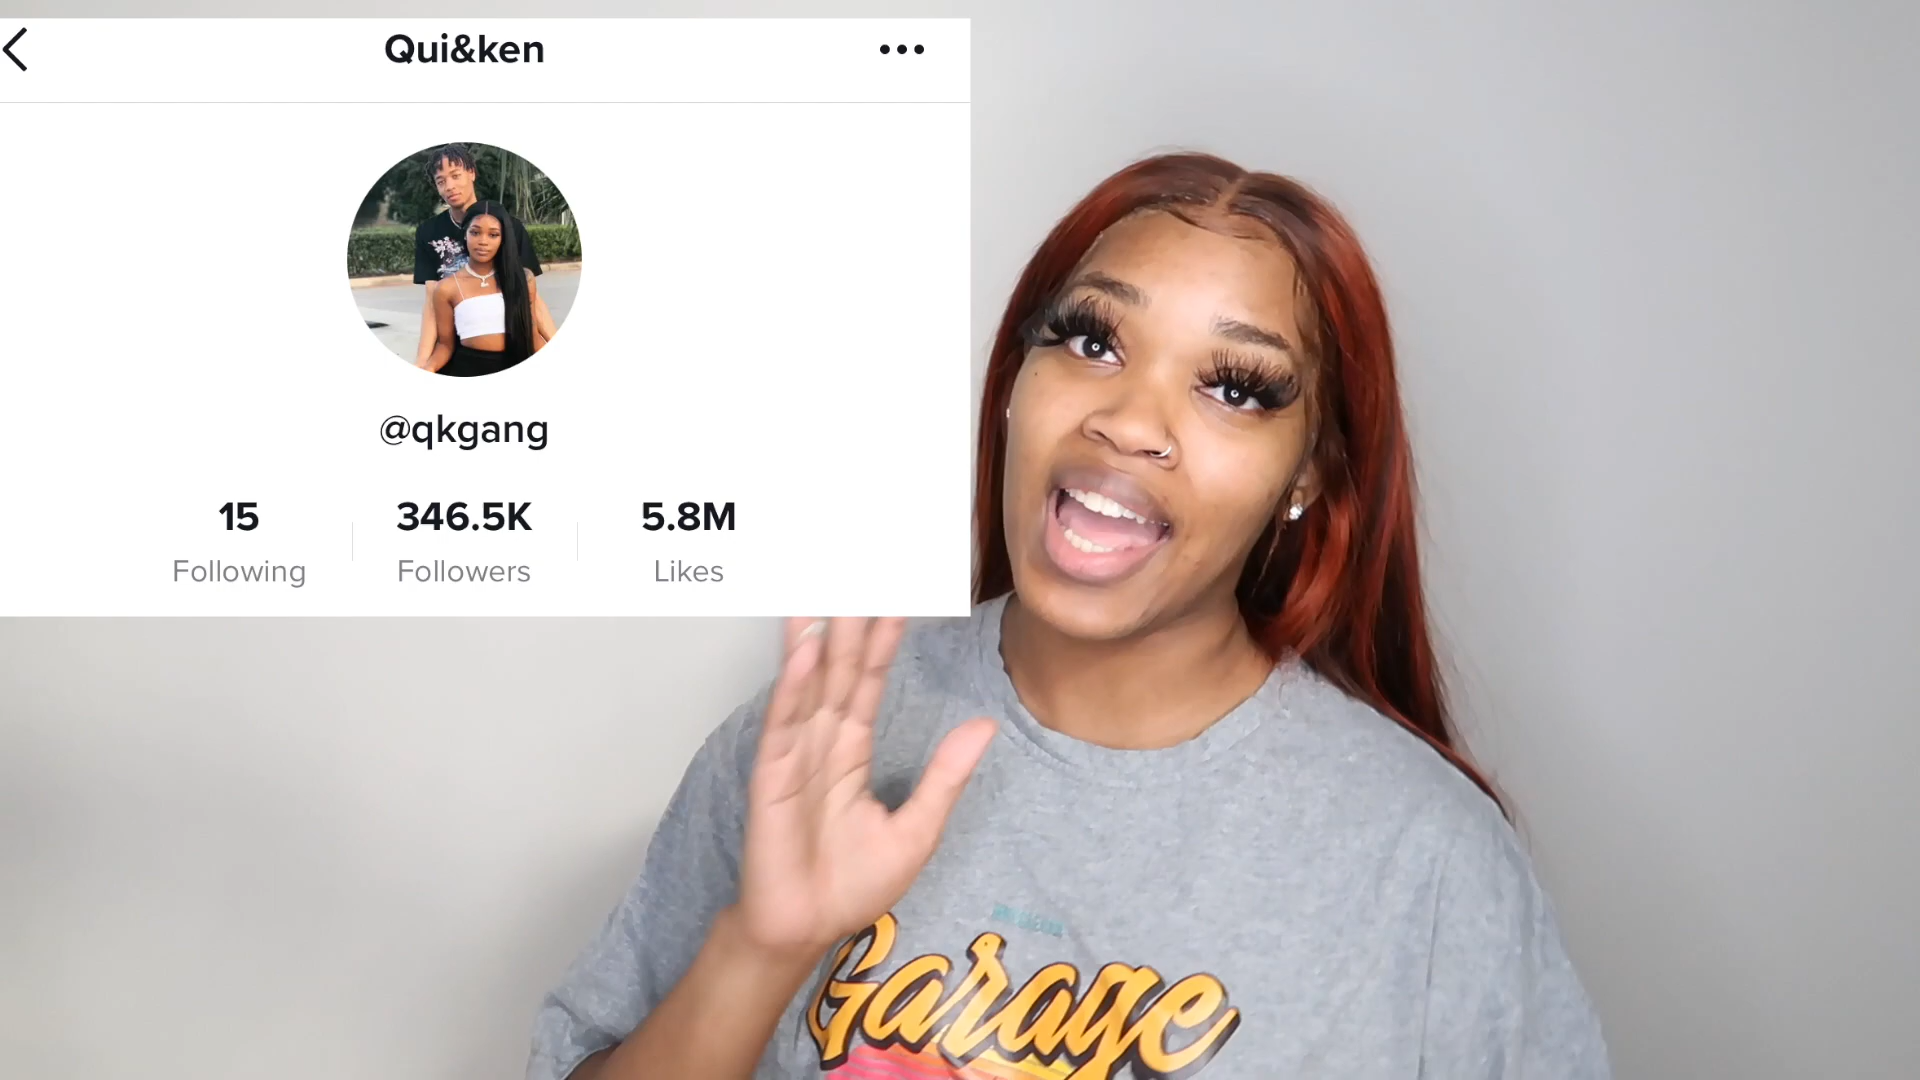 Qui&ken
@qkgang
15 346.5K 5.8M
Following Followers Likes
Garage